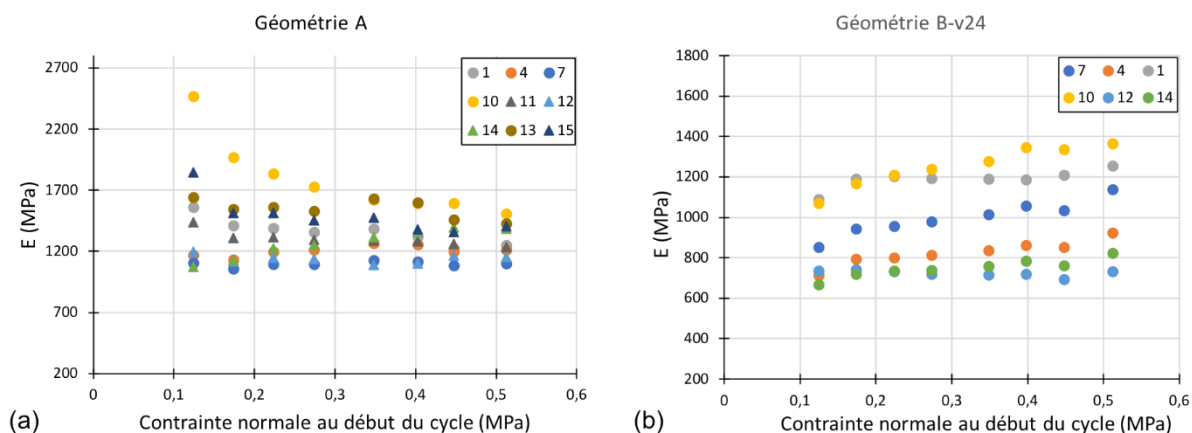 Géométrie A
2700
2200
1700
1200
700
200
E (MPa)
1 4 7
10 11 12
14 13 15
0 0,1 0,2 0,3 0,4 0,5 0,6
(a) Contrainte normale au début du cycle (MPa)
Géométrie B-v24
1800
1600
1400
1200
1000
800
600
400
200
E (MPa)
7 4 1
10 12 14
0 0,1 0,2 0,3 0,4 0,5 0,6
(b) Contrainte normale au début du cycle (MPa)